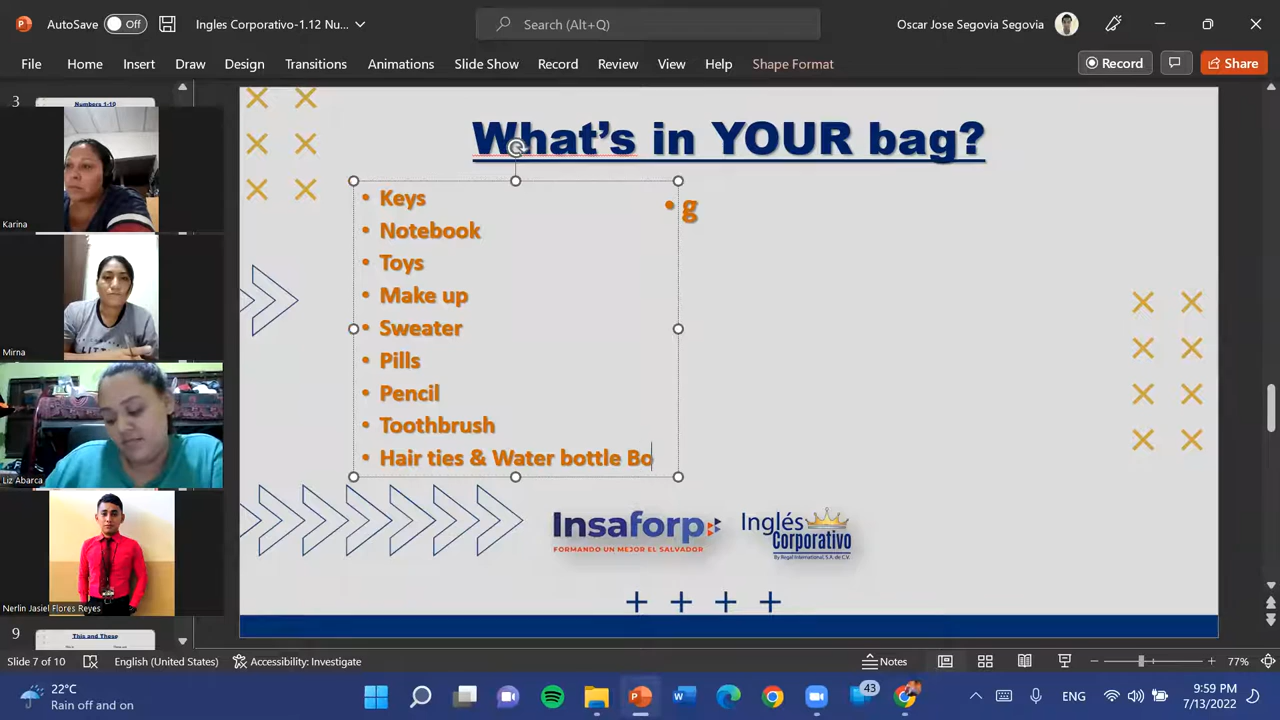 AutoSave Off Ingles Corporativo-1.12 Nu... Search (Alt+Q) Oscar Jose Segovia Segovia
File Home Insert Draw Design Transitions Animations Slide Show Record Review View Help Shape Format Record Share
3
Numbers 1-10
Karina
Mirna
Liz Abarca
Nerlin Jasiel Flores Reyes
9
This and These
What's in YOUR bag?
• Keys
• Notebook
• Toys
• Make up
• Sweater
• Pills
• Pencil
• Toothbrush
• Hair ties & Water bottle Bo
• g
Insaforp
FORMANDO UN MEJOR EL SALVADOR
Inglés
Corporativo
By Regal International, S.A. de C.V.
Slide 7 of 10 English (United States) Accessibility: Investigate Notes 77%
22°C
Rain off and on
43
ENG
9:59 PM
7/13/2022